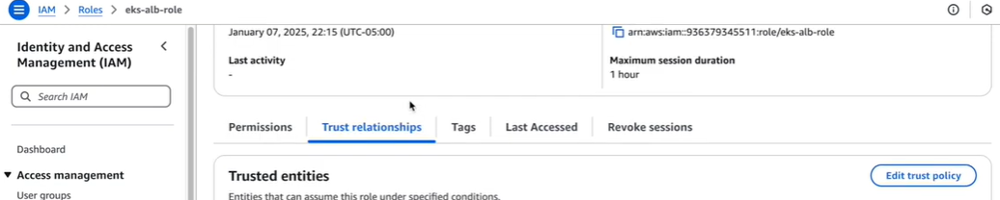 IAM > Roles > eks-alb-role
Identity and Access
Management (IAM)
Search IAM
Dashboard
Access management
User groups
January 07, 2025, 22:15 (UTC-05:00)
arn:aws:iam::936379345511:role/eks-alb-role
Last activity
-
Maximum session duration
1 hour
Permissions
Trust relationships
Tags
Last Accessed
Revoke sessions
Trusted entities
Edit trust policy
Entities that can assume this role under specified conditions.